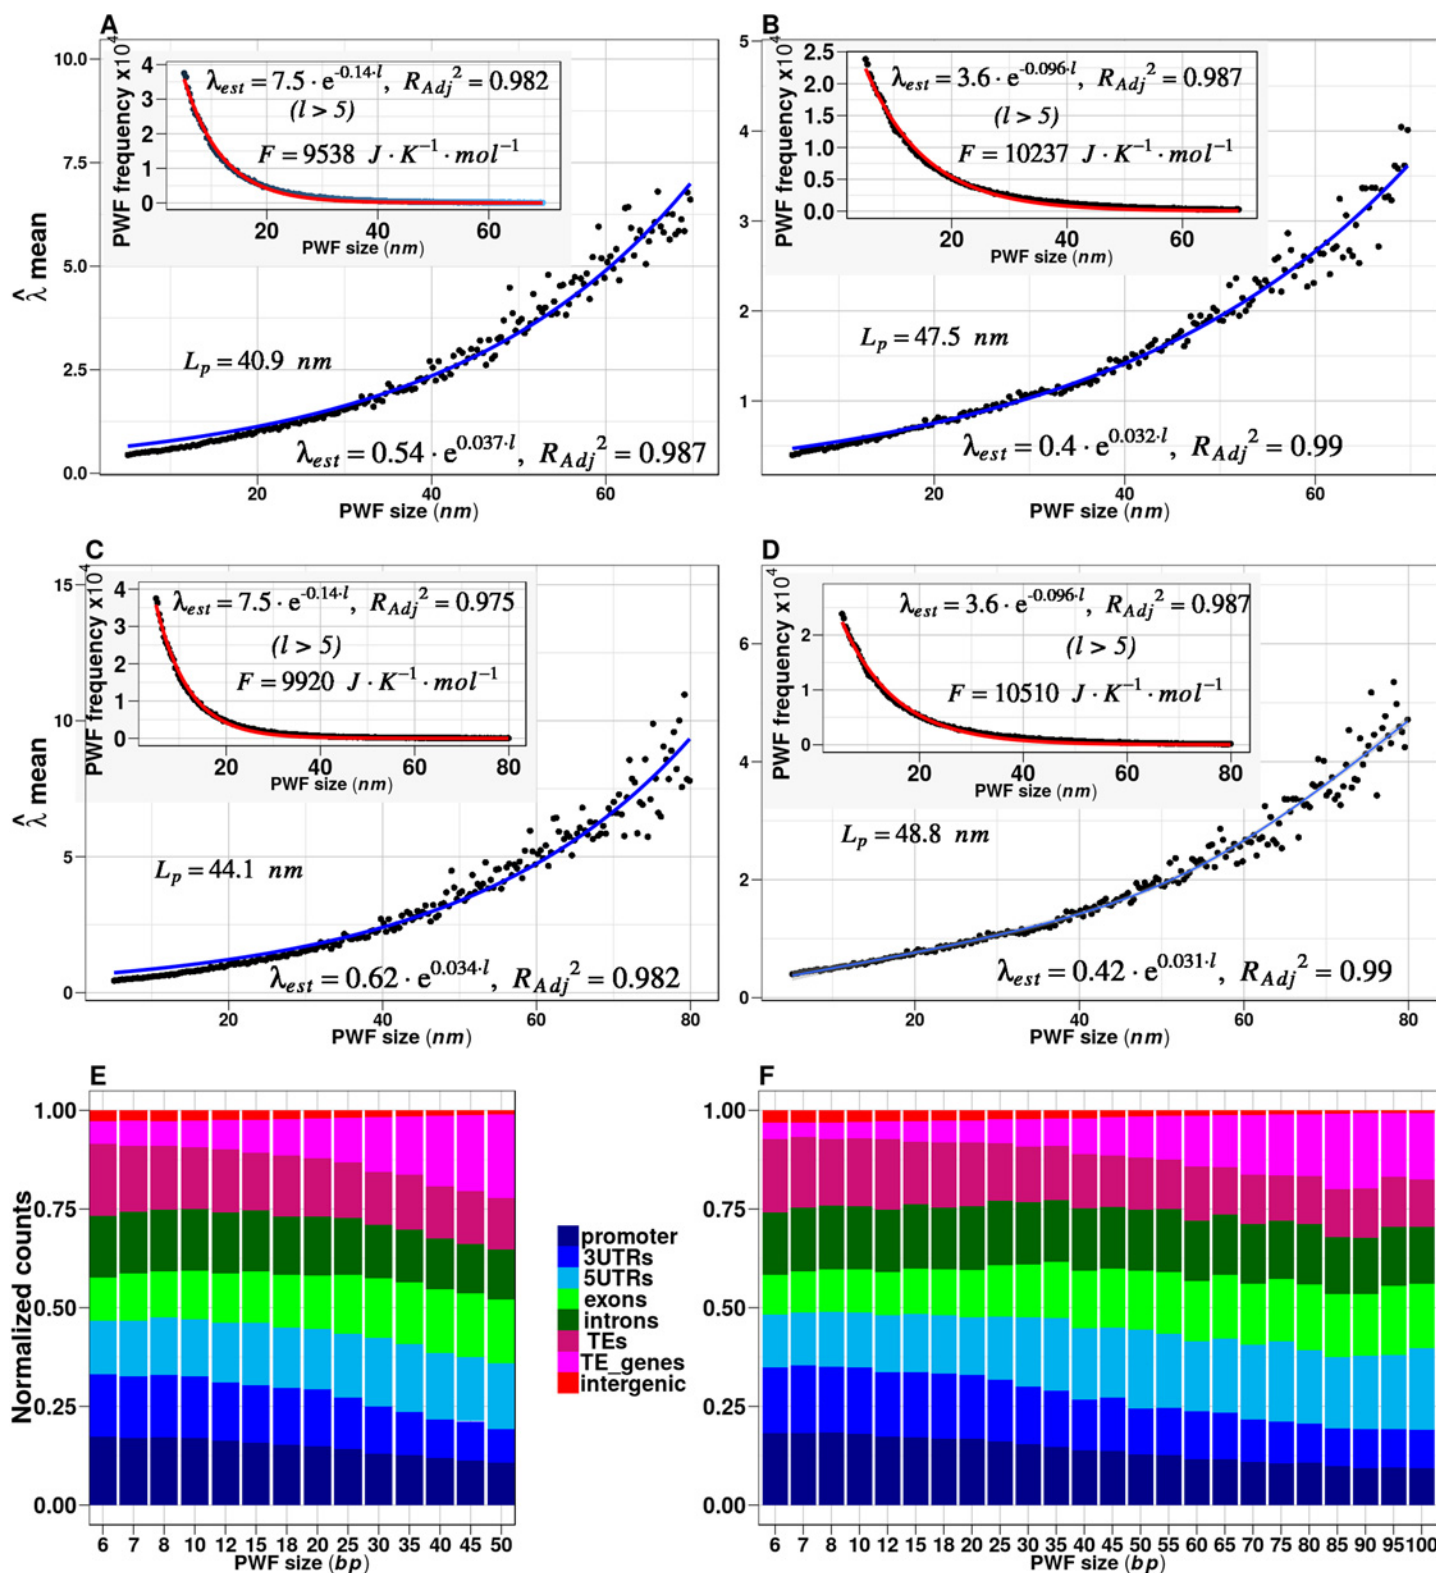 A
PWF frequency x10⁴
4
3
2
1
0
λest = 7.5 · e^-0.14·l, RAdj² = 0.982
(l > 5)
F = 9538 J · K⁻¹ · mol⁻¹
20 40 60
PWF size (nm)
10.0
7.5
5.0
2.5
0.0
λ̂ mean
Lp = 40.9 nm
λest = 0.54 · e^0.037·l, RAdj² = 0.987
20 40 60
PWF size (nm)
B
PWF frequency x10⁴
2.5
2.0
1.5
1.0
0.5
0.0
λest = 3.6 · e^-0.096·l, RAdj² = 0.987
(l > 5)
F = 10237 J · K⁻¹ · mol⁻¹
20 40 60
PWF size (nm)
5
4
3
2
1
Lp = 47.5 nm
λest = 0.4 · e^0.032·l, RAdj² = 0.99
20 40 60
PWF size (nm)
C
PWF frequency x10⁴
4
3
2
1
0
λest = 7.5 · e^-0.14·l, RAdj² = 0.975
(l > 5)
F = 9920 J · K⁻¹ · mol⁻¹
20 40 60 80
PWF size (nm)
15
10
5
0
λ̂ mean
Lp = 44.1 nm
λest = 0.62 · e^0.034·l, RAdj² = 0.982
20 40 60 80
PWF size (nm)
D
PWF frequency x10⁴
2
1
0
λest = 3.6 · e^-0.096·l, RAdj² = 0.987
(l > 5)
F = 10510 J · K⁻¹ · mol⁻¹
20 40 60 80
PWF size (nm)
6
4
2
0
Lp = 48.8 nm
λest = 0.42 · e^0.031·l, RAdj² = 0.99
20 40 60 80
PWF size (nm)
E
Normalized counts
1.00
0.75
0.50
0.25
0.00
6 7 8 10 12 15 18 20 25 30 35 40 45 50
PWF size (bp)
promoter
3UTRs
5UTRs
exons
introns
TEs
TE_genes
intergenic
F
1.00
0.75
0.50
0.25
0.00
6 7 8 10 12 15 18 20 25 30 35 40 45 50 55 60 65 70 75 80 85 90 95 100
PWF size (bp)